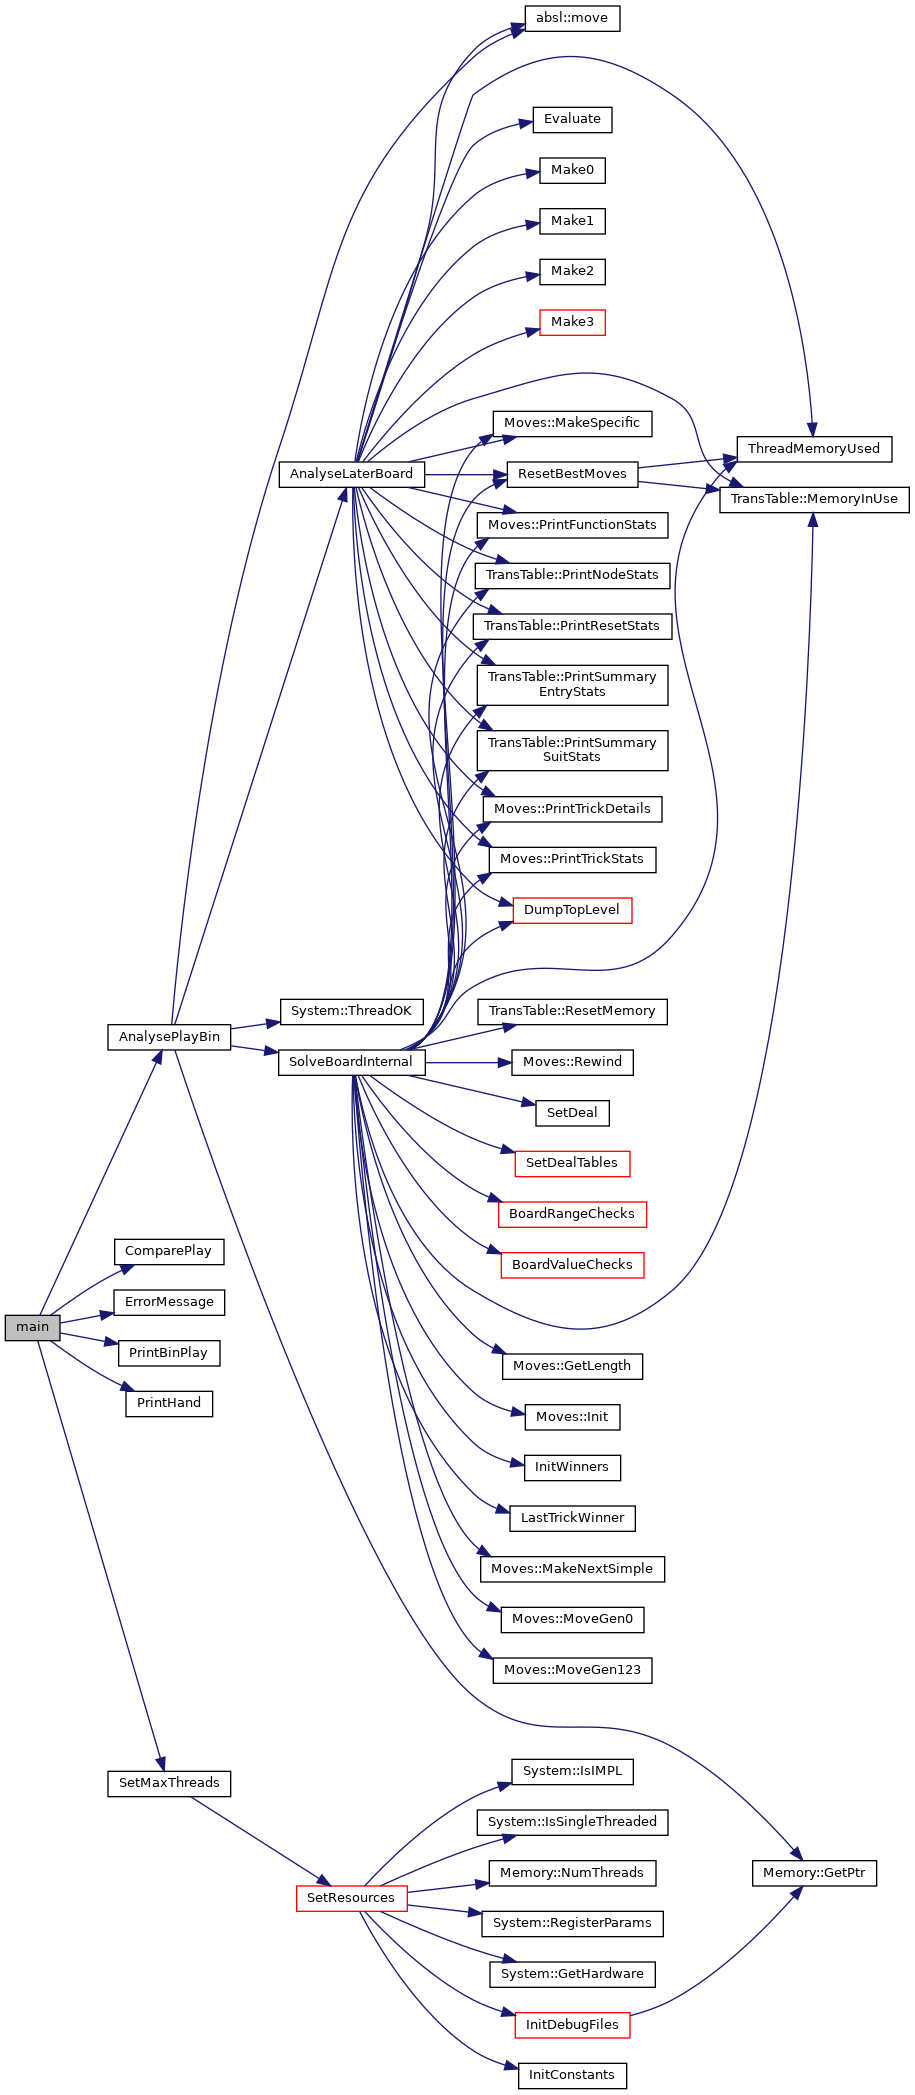 absl::move
Evaluate
Make0
Make1
Make2
Make3
Moves::MakeSpecific
ThreadMemoryUsed
AnalyseLaterBoard
ResetBestMoves
TransTable::MemoryInUse
Moves::PrintFunctionStats
TransTable::PrintNodeStats
TransTable::PrintResetStats
TransTable::PrintSummary
EntryStats
TransTable::PrintSummary
SuitStats
Moves::PrintTrickDetails
Moves::PrintTrickStats
DumpTopLevel
System::ThreadOK
TransTable::ResetMemory
AnalysePlayBin
SolveBoardInternal
Moves::Rewind
SetDeal
SetDealTables
BoardRangeChecks
ComparePlay
BoardValueChecks
ErrorMessage
main
PrintBinPlay
Moves::GetLength
PrintHand
Moves::Init
InitWinners
LastTrickWinner
Moves::MakeNextSimple
Moves::MoveGen0
Moves::MoveGen123
System::IsIMPL
SetMaxThreads
System::IsSingleThreaded
Memory::NumThreads
Memory::GetPtr
SetResources
System::RegisterParams
System::GetHardware
InitDebugFiles
InitConstants